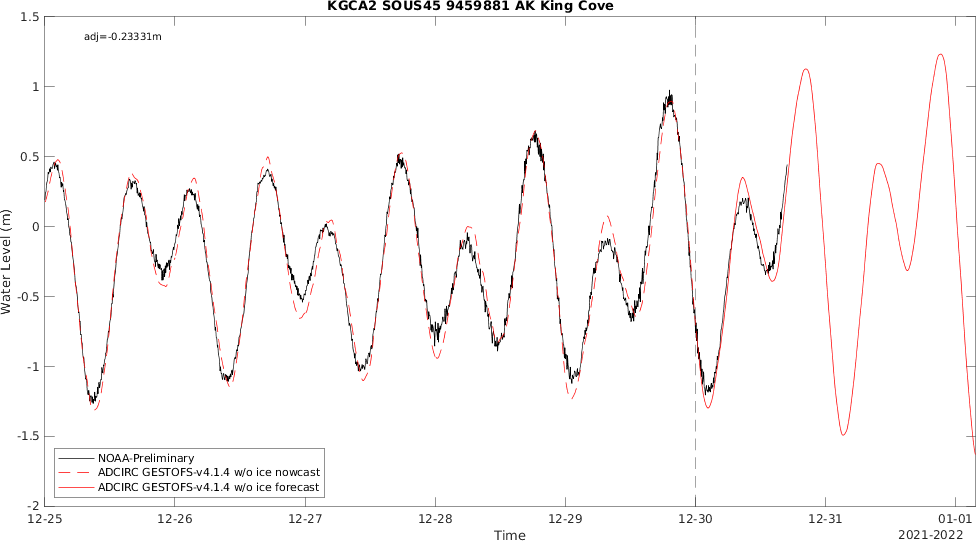 KGCA2 SOUS45 9459881 AK King Cove
adj=-0.23331m
1.5
1
0.5
0
-0.5
-1
-1.5
-2
Water Level (m)
NOAA-Preliminary
ADCIRC GESTOFS-v4.1.4 w/o ice nowcast
ADCIRC GESTOFS-v4.1.4 w/o ice forecast
12-25 12-26 12-27 12-28 12-29 12-30 12-31 01-01
Time
2021-2022